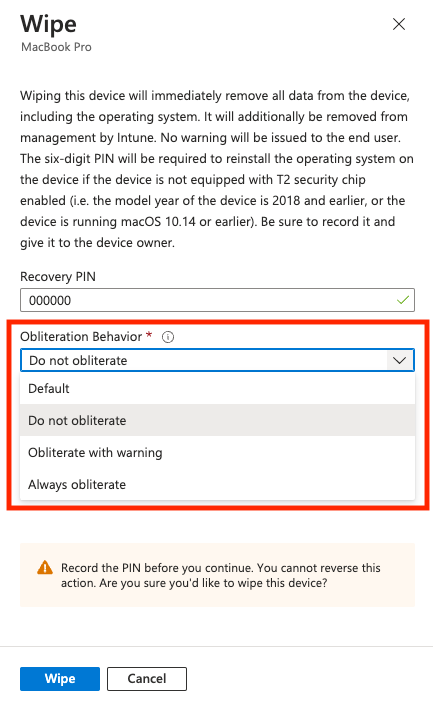 Wipe
MacBook Pro
Wiping this device will immediately remove all data from the device,
including the operating system. It will additionally be removed from
management by Intune. No warning will be issued to the end user.
The six-digit PIN will be required to reinstall the operating system on
the device if the device is not equipped with T2 security chip
enabled (i.e. the model year of the device is 2018 and earlier, or the
device is running macOS 10.14 or earlier). Be sure to record it and
give it to the device owner.
Recovery PIN
000000
Obliteration Behavior *
Do not obliterate
Default
Do not obliterate
Obliterate with warning
Always obliterate
Record the PIN before you continue. You cannot reverse this
action. Are you sure you'd like to wipe this device?
Wipe Cancel